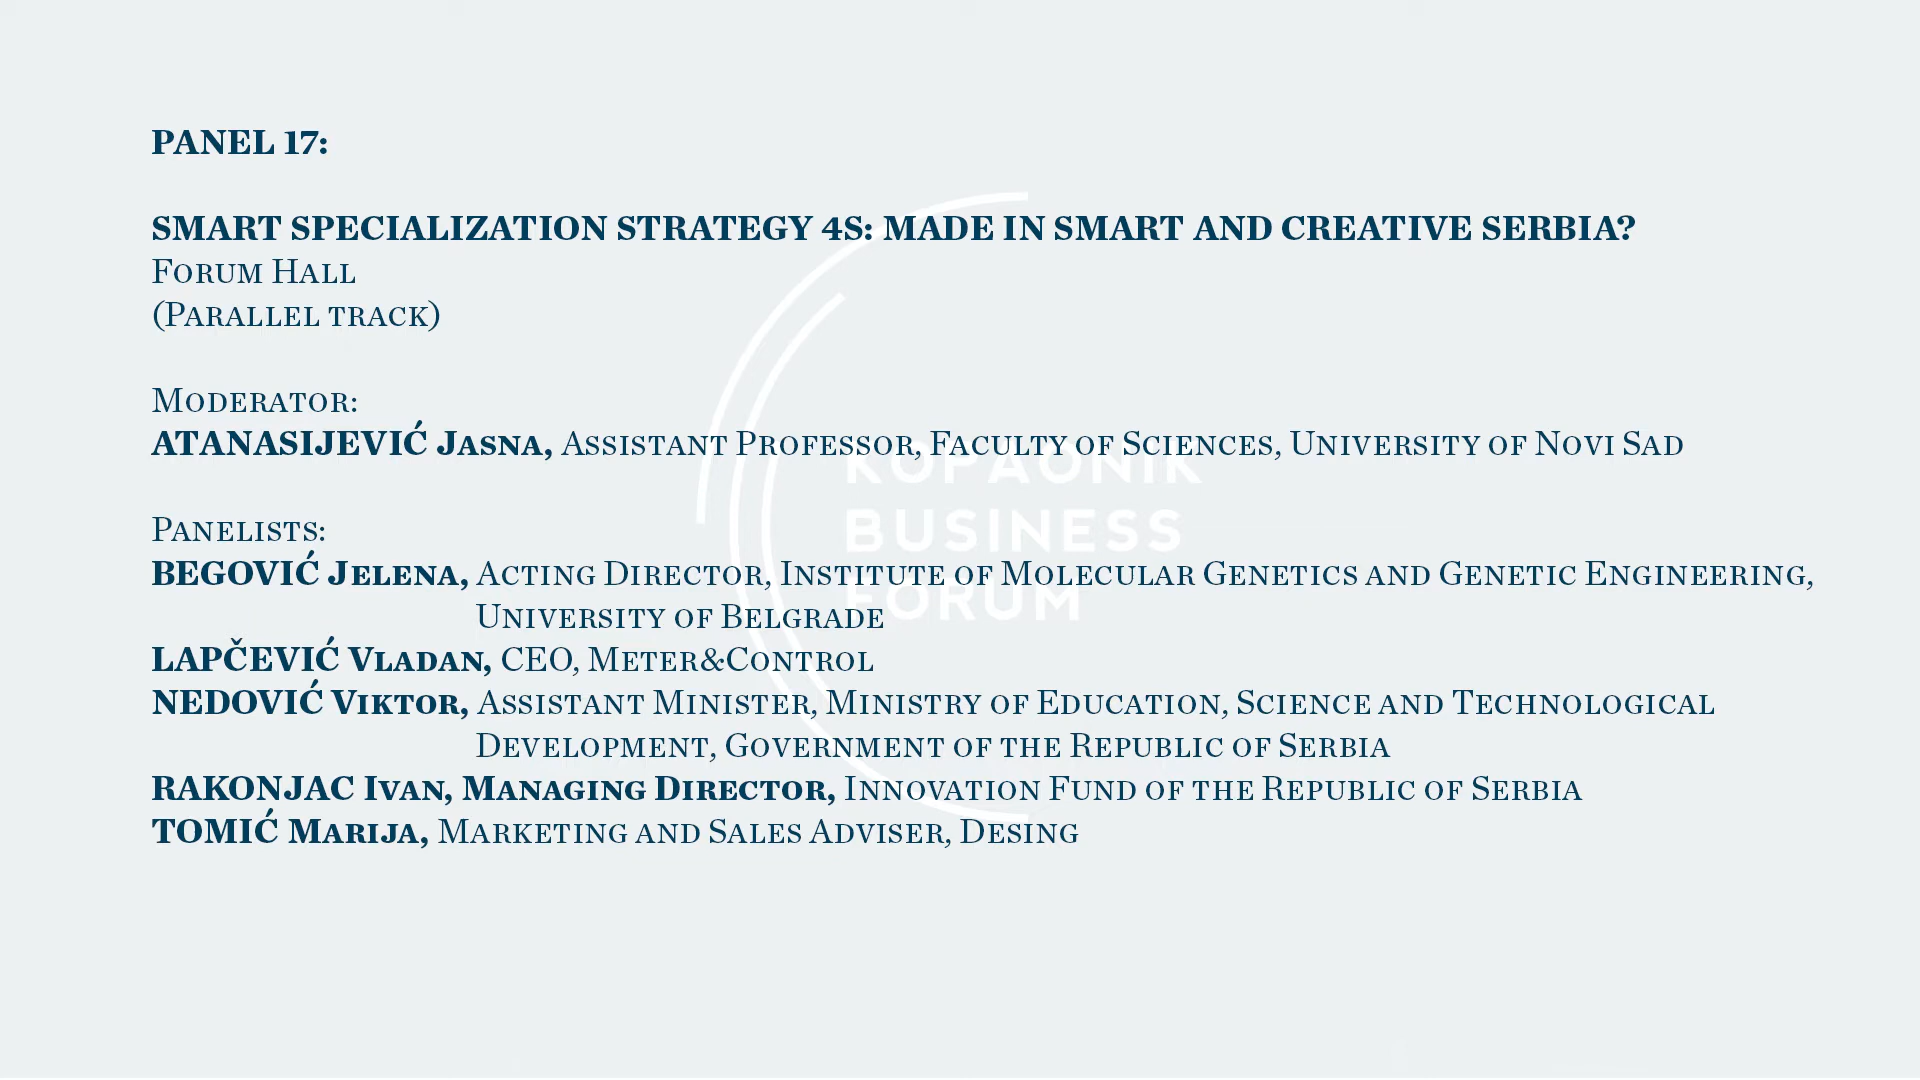 PANEL 17:
SMART SPECIALIZATION STRATEGY 4S: MADE IN SMART AND CREATIVE SERBIA?
Forum Hall
(Parallel track)
Moderator:
ATANASIJEVIĆ Jasna, Assistant Professor, Faculty of Sciences, University of Novi Sad
Panelists:
BEGOVIĆ Jelena, Acting Director, Institute of Molecular Genetics and Genetic Engineering,
University of Belgrade
LAPČEVIĆ Vladan, CEO, Meter&Control
NEDOVIĆ Viktor, Assistant Minister, Ministry of Education, Science and Technological
Development, Government of the Republic of Serbia
RAKONJAC Ivan, Managing Director, Innovation Fund of the Republic of Serbia
TOMIĆ Marija, Marketing and Sales Adviser, Desing
KOPAONIK
BUSINESS
FORUM